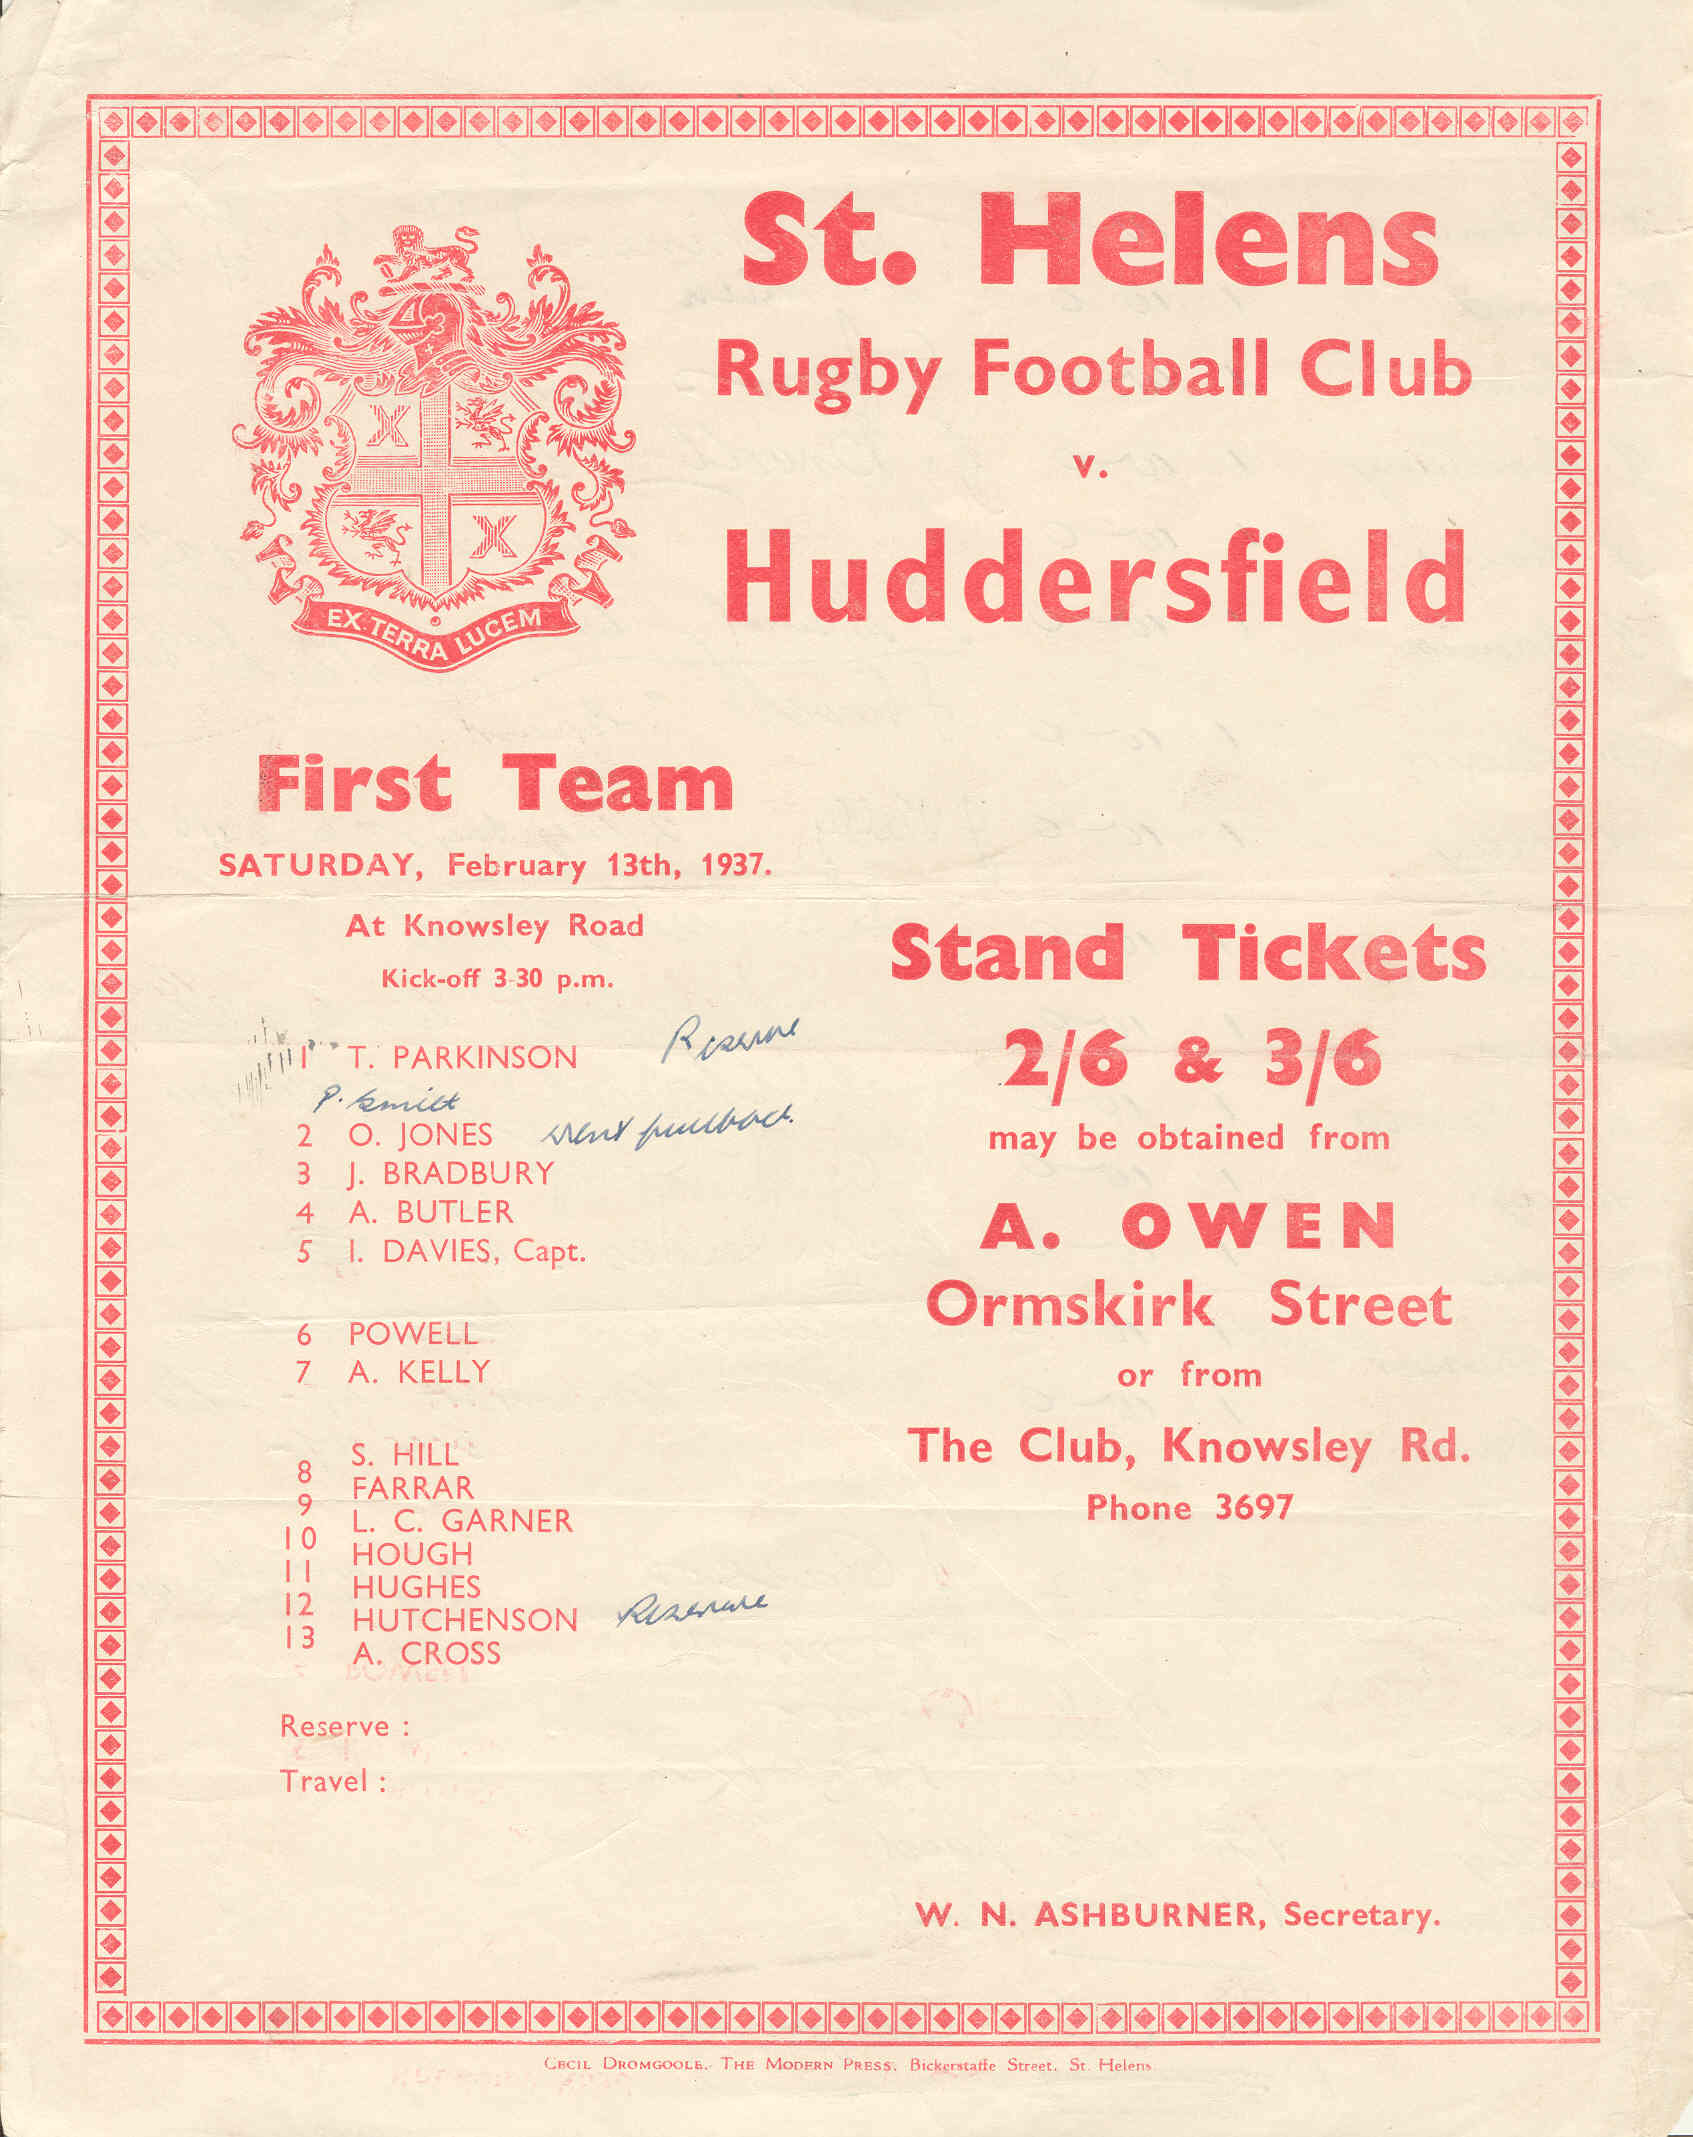 St. Helens
Rugby Football Club
v.
Huddersfield
EX TERRA LUCEM
First Team
SATURDAY, February 13th, 1937.
At Knowsley Road
Kick-off 3-30 p.m.
1 T. PARKINSON Reserve
P. Smith
2 O. JONES went fullback.
3 J. BRADBURY
4 A. BUTLER
5 I. DAVIES, Capt.
6 POWELL
7 A. KELLY
8 S. HILL
9 FARRAR
10 L. C. GARNER
11 HOUGH
12 HUGHES
13 HUTCHENSON Reserve
A. CROSS
Reserve :
Travel :
Stand Tickets
2/6 & 3/6
may be obtained from
A. OWEN
Ormskirk Street
or from
The Club, Knowsley Rd.
Phone 3697
W. N. ASHBURNER, Secretary.
CECIL DROMGOOLE, THE MODERN PRESS, Bickerstaffe Street, St. Helens